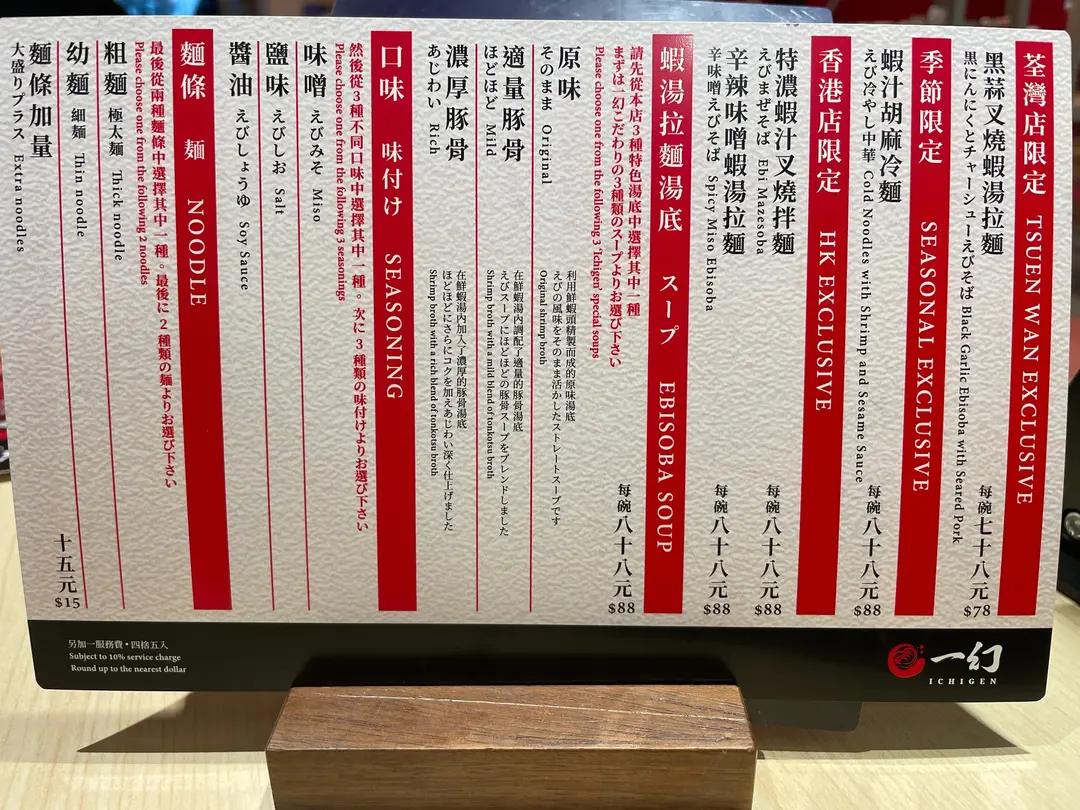 荃灣店限定 TSUEN WAN EXCLUSIVE
黑蒜叉燒蝦湯拉麵
黒にんにくとチャーシューえびそば Black Garlic Ebisoba with Seared Pork
每碗七十八元
$78
季節限定 SEASONAL EXCLUSIVE
蝦汁胡麻冷麵
えび冷やし中華 Cold Noodles with Shrimp and Sesame Sauce
每碗八十八元
$88
香港店限定 HK EXCLUSIVE
特濃蝦汁叉燒拌麵
えびまぜそば Ebi Mazesoba
每碗八十八元
$88
辛辣味噌蝦湯拉麵
辛味噌えびそば Spicy Miso Ebisoba
每碗八十八元
$88
蝦湯拉麵湯底 スープ EBISOBA SOUP
請先從本店3種特色湯底中選擇其中一種
まずは一幻こだわりの3種類のスープよりお選び下さい
Please choose one from the following 3 'Ichigen' special soups
每碗八十八元
$88
原味
そのまま Original
利用鮮蝦頭精製而成的原味湯底
えびの風味をそのまま活かしたストレートスープです
Original shrimp broth
適量豚骨
ほどほど Mild
在鮮蝦湯內調配了適量的豚骨湯底
えびスープにほどほどの豚骨スープをブレンドしました
Shrimp broth with a mild blend of tonkotsu broth
濃厚豚骨
あじわい Rich
在鮮蝦湯內加入了濃厚的豚骨湯底
ほどほどにさらにコクを加えあじわい深く仕上げました
Shrimp broth with a rich blend of tonkotsu broth
口味 味付け SEASONING
然後從3種不同口味中選擇其中一種。次に3種類の味付けよりお選び下さい
Please choose one from the following 3 seasonings
味噌 えびみそ Miso
鹽味 えびしお Salt
醬油 えびしょうゆ Soy Sauce
麵條 麺 NOODLE
最後從兩種麵條中選擇其中一種。最後に2種類の麺よりお選び下さい
Please choose one from the following 2 noodles
粗麵 極太麺 Thick noodle
幼麵 細麺 Thin noodle
麵條加量
大盛りプラス Extra noodles
十五元
$15
另加一服務費・四捨五入
Subject to 10% service charge
Round up to the nearest dollar
一幻
ICHIGEN